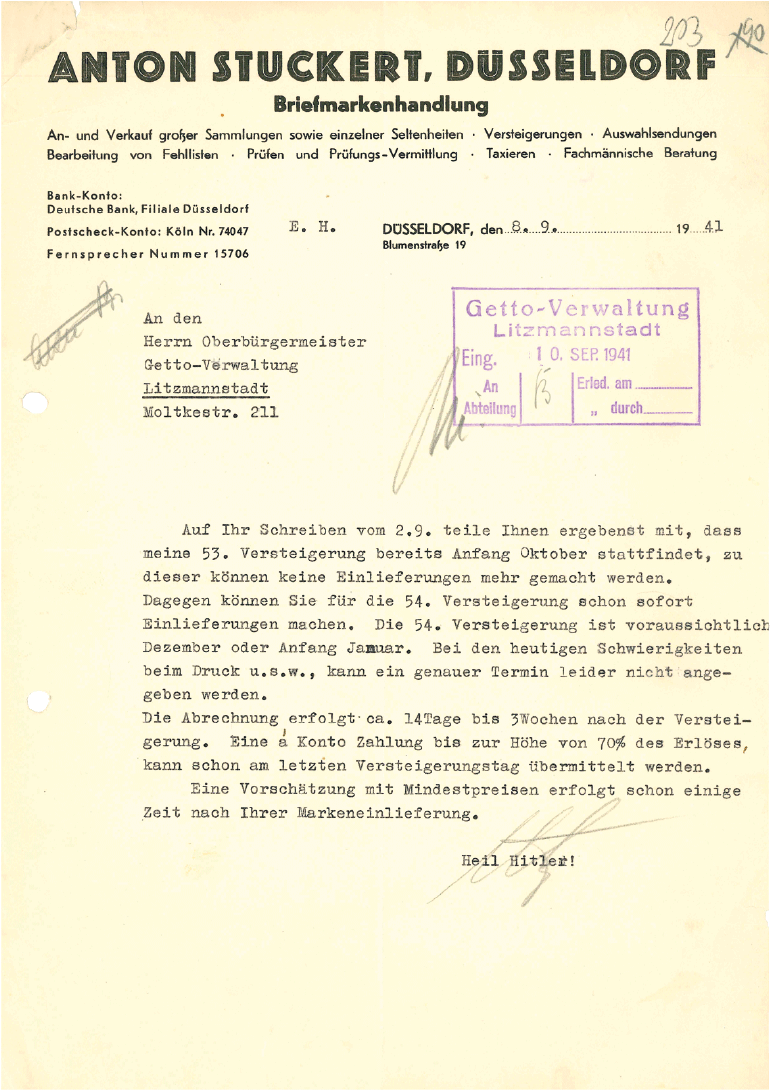 203 190
ANTON STUCKERT, DÜSSELDORF
Briefmarkenhandlung
An- und Verkauf großer Sammlungen sowie einzelner Seltenheiten · Versteigerungen · Auswahlsendungen
Bearbeitung von Fehllisten · Prüfen und Prüfungs-Vermittlung · Taxieren · Fachmännische Beratung
Bank-Konto:
Deutsche Bank, Filiale Düsseldorf
Postscheck-Konto: Köln Nr. 74047
Fernsprecher Nummer 15706
E. H.
DÜSSELDORF, den 8. 9. 19 41
Blumenstraße 19
An den
Herrn Oberbürgermeister
Getto-Verwaltung
Litzmannstadt
Moltkestr. 211
Getto-Verwaltung
Litzmannstadt
Eing. 10. SEP. 1941
An Abteilung
Erled. am
„ durch
Auf Ihr Schreiben vom 2.9. teile Ihnen ergebenst mit, dass
meine 53. Versteigerung bereits Anfang Oktober stattfindet, zu
dieser können keine Einlieferungen mehr gemacht werden.
Dagegen können Sie für die 54. Versteigerung schon sofort
Einlieferungen machen. Die 54. Versteigerung ist voraussichtlich
Dezember oder Anfang Januar. Bei den heutigen Schwierigkeiten
beim Druck u.s.w., kann ein genauer Termin leider nicht ange-
geben werden.
Die Abrechnung erfolgt ca. 14Tage bis 3Wochen nach der Verstei-
gerung. Eine á Konto Zahlung bis zur Höhe von 70% des Erlöses,
kann schon am letzten Versteigerungstag übermittelt werden.
Eine Vorschätzung mit Mindestpreisen erfolgt schon einige
Zeit nach Ihrer Markeneinlieferung.
Heil Hitler!